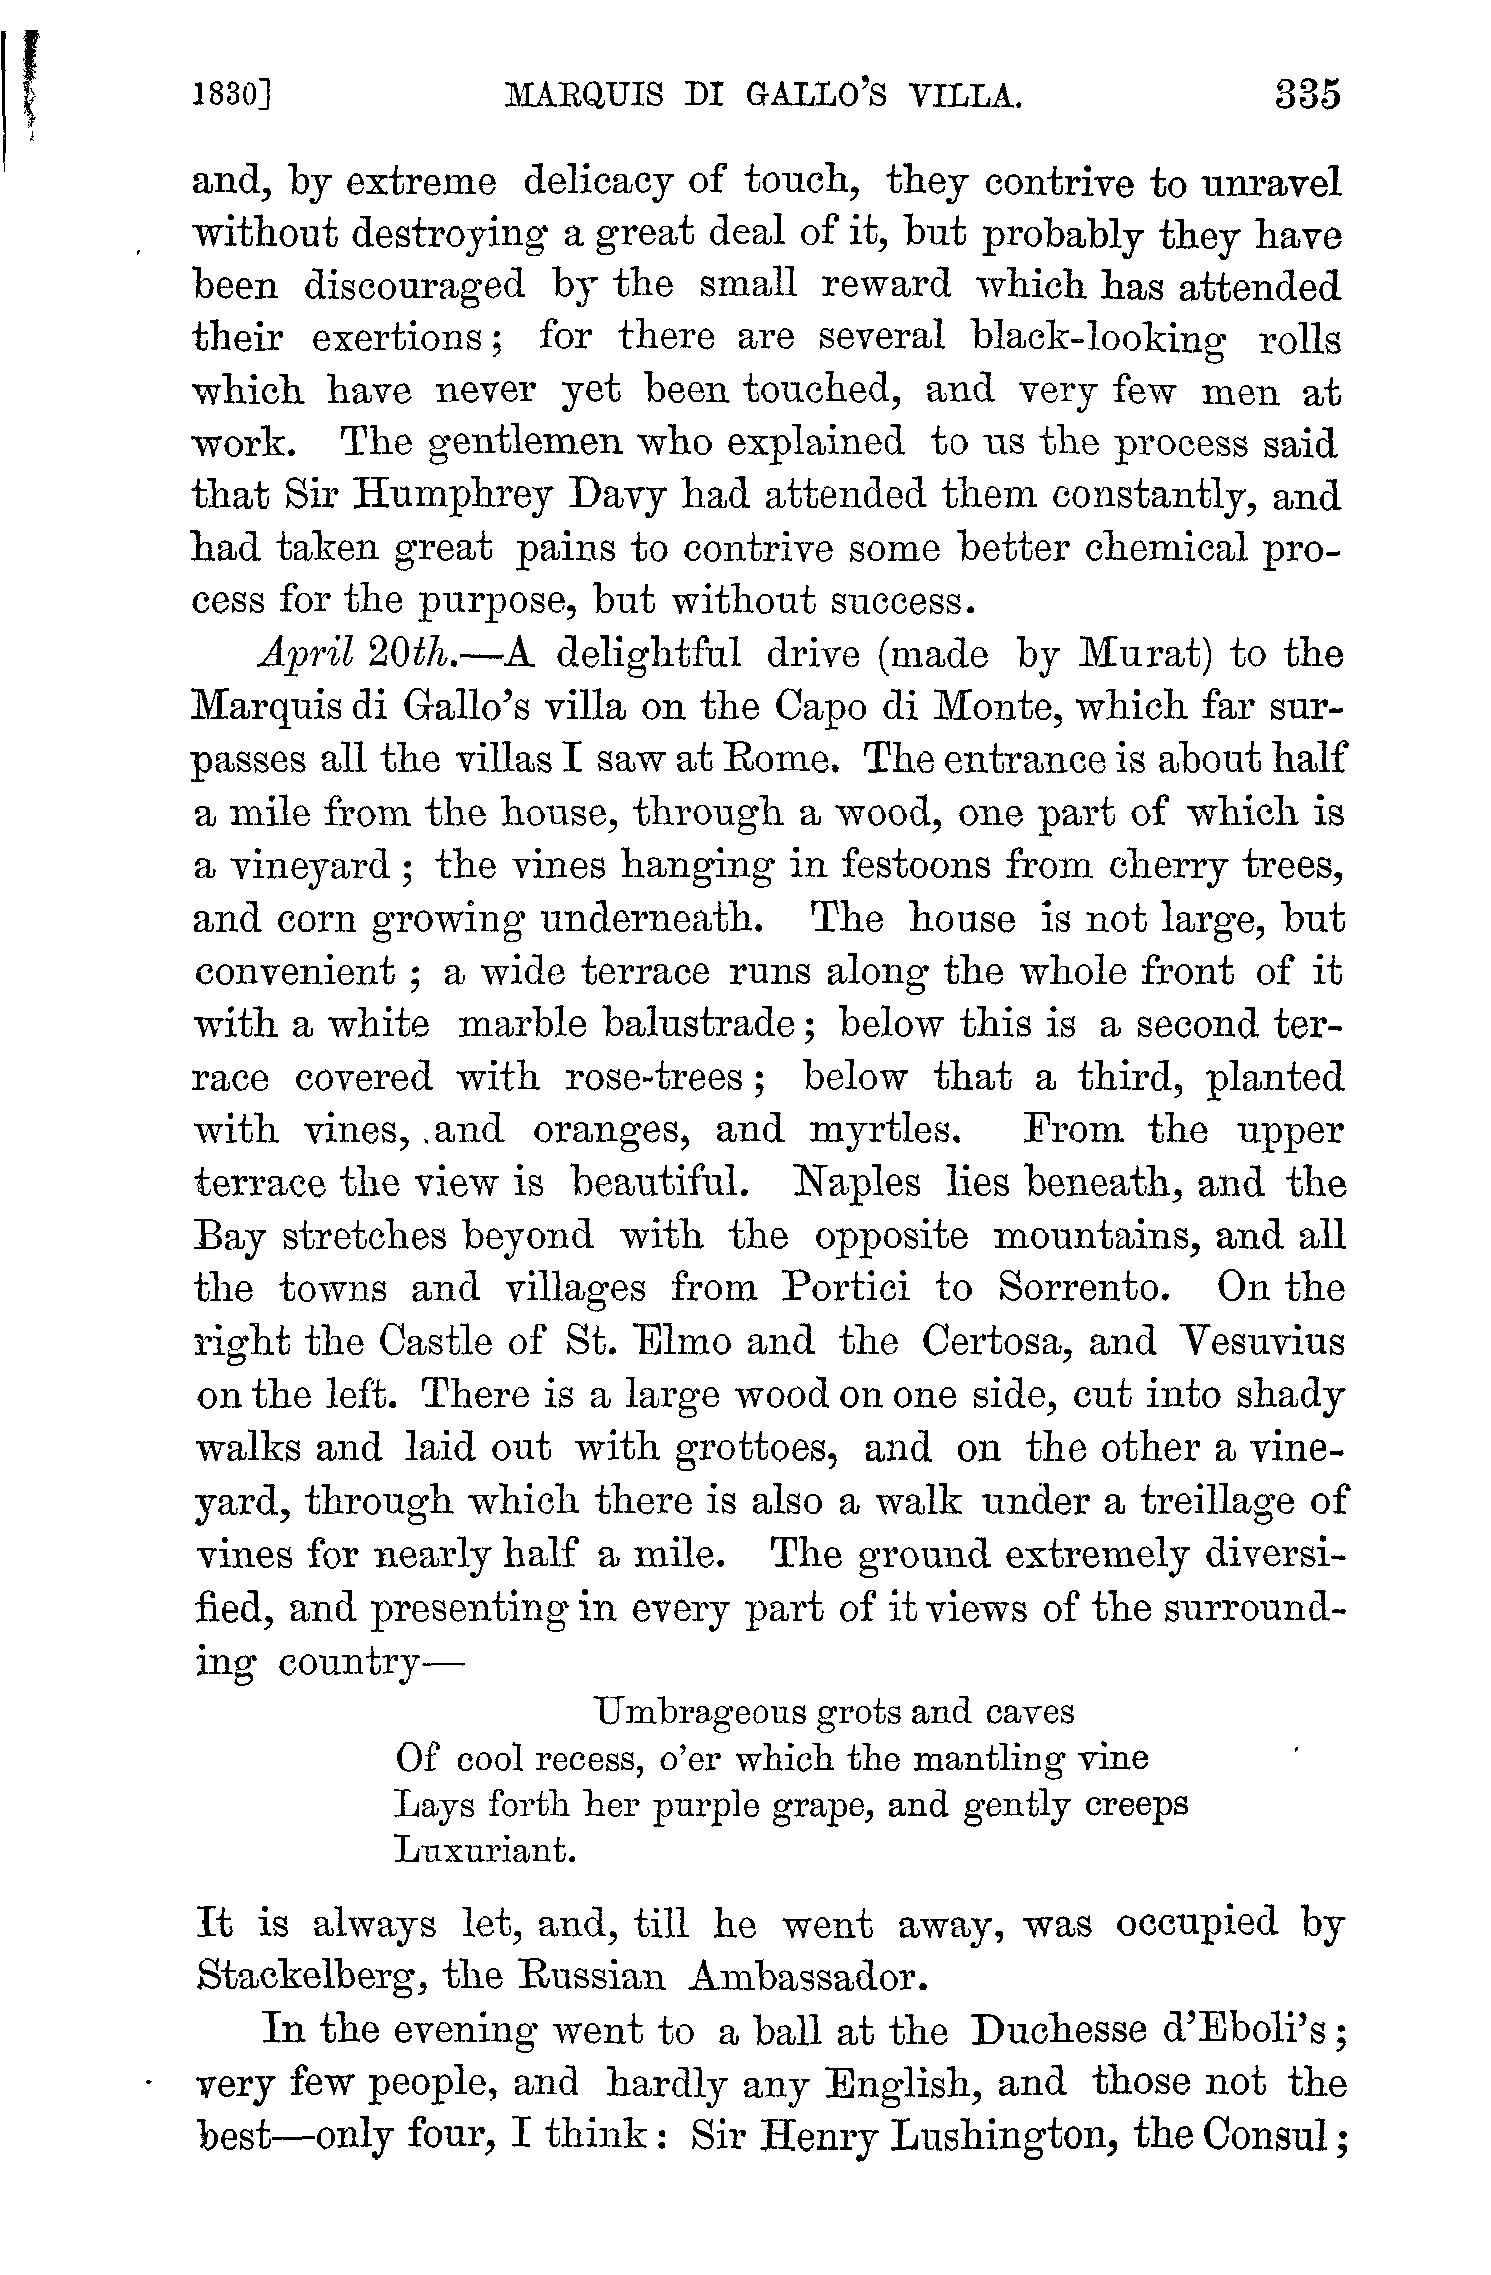 1830] MARQUIS DI GALLO'S VILLA. 335
and, by extreme delicacy of touch, they contrive to unravel
without destroying a great deal of it, but probably they have
been discouraged by the small reward which has attended
their exertions; for there are several black-looking rolls
which have never yet been touched, and very few men at
work. The gentlemen who explained to us the process said
that Sir Humphrey Davy had attended them constantly, and
had taken great pains to contrive some better chemical pro-
cess for the purpose, but without success.
April 20th.—A delightful drive (made by Murat) to the
Marquis di Gallo's villa on the Capo di Monte, which far sur-
passes all the villas I saw at Rome. The entrance is about half
a mile from the house, through a wood, one part of which is
a vineyard; the vines hanging in festoons from cherry trees,
and corn growing underneath. The house is not large, but
convenient; a wide terrace runs along the whole front of it
with a white marble balustrade; below this is a second ter-
race covered with rose-trees; below that a third, planted
with vines, and oranges, and myrtles. From the upper
terrace the view is beautiful. Naples lies beneath, and the
Bay stretches beyond with the opposite mountains, and all
the towns and villages from Portici to Sorrento. On the
right the Castle of St. Elmo and the Certosa, and Vesuvius
on the left. There is a large wood on one side, cut into shady
walks and laid out with grottoes, and on the other a vine-
yard, through which there is also a walk under a treillage of
vines for nearly half a mile. The ground extremely diversi-
fied, and presenting in every part of it views of the surround-
ing country—
Umbrageous grots and caves
Of cool recess, o'er which the mantling vine
Lays forth her purple grape, and gently creeps
Luxuriant.
It is always let, and, till he went away, was occupied by
Stackelberg, the Russian Ambassador.
In the evening went to a ball at the Duchesse d'Eboli's;
very few people, and hardly any English, and those not the
best—only four, I think: Sir Henry Lushington, the Consul;